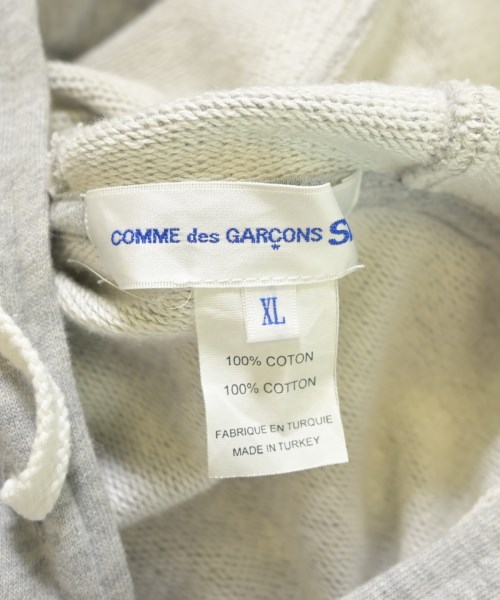 COMME des GARÇONS
XL
100% COTON
100% COTTON
FABRIQUE EN TURQUIE
MADE IN TURKEY